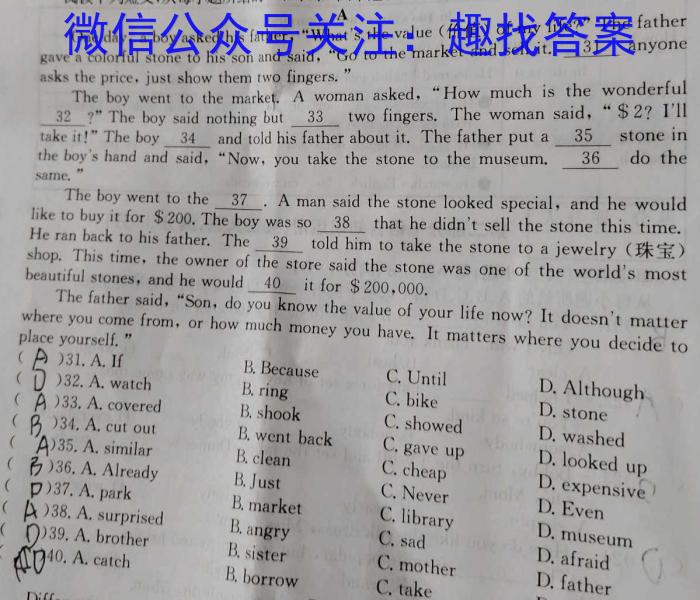 A
微信公众号关注：趣找答案
day, a boy asked his father, "What's the value of my life?" The father
gave a colorful stone to his son and said, "Go to the market and sell it. 31 anyone
asks the price, just show them two fingers."
The boy went to the market. A woman asked, "How much is the wonderful
32 ?" The boy said nothing but 33 two fingers. The woman said, "$2? I'll
take it!" The boy 34 and told his father about it. The father put a 35 stone in
the boy's hand and said, "Now, you take the stone to the museum. 36 do the
same."
The boy went to the 37 . A man said the stone looked special, and he would
like to buy it for $200. The boy was so 38 that he didn't sell the stone this time.
He ran back to his father. The 39 told him to take the stone to a jewelry (珠宝)
shop. This time, the owner of the store said the stone was one of the world's most
beautiful stones, and he would 40 it for $200,000.
The father said, "Son, do you know the value of your life now? It doesn't matter
where you come from, or how much money you have. It matters where you decide to
place yourself."
( A )31. A. If B. Because C. Until D. Although
( D )32. A. watch B. ring C. bike D. stone
( A )33. A. covered B. shook C. showed D. washed
( B )34. A. cut out B. went back C. gave up D. looked up
( A )35. A. similar B. clean C. cheap D. expensive
( B )36. A. Already B. Just C. Never D. Even
( D )37. A. park B. market C. library D. museum
( A )38. A. surprised B. angry C. sad D. afraid
( D )39. A. brother B. sister C. mother D. father
( D 40. A. catch B. borrow C. take